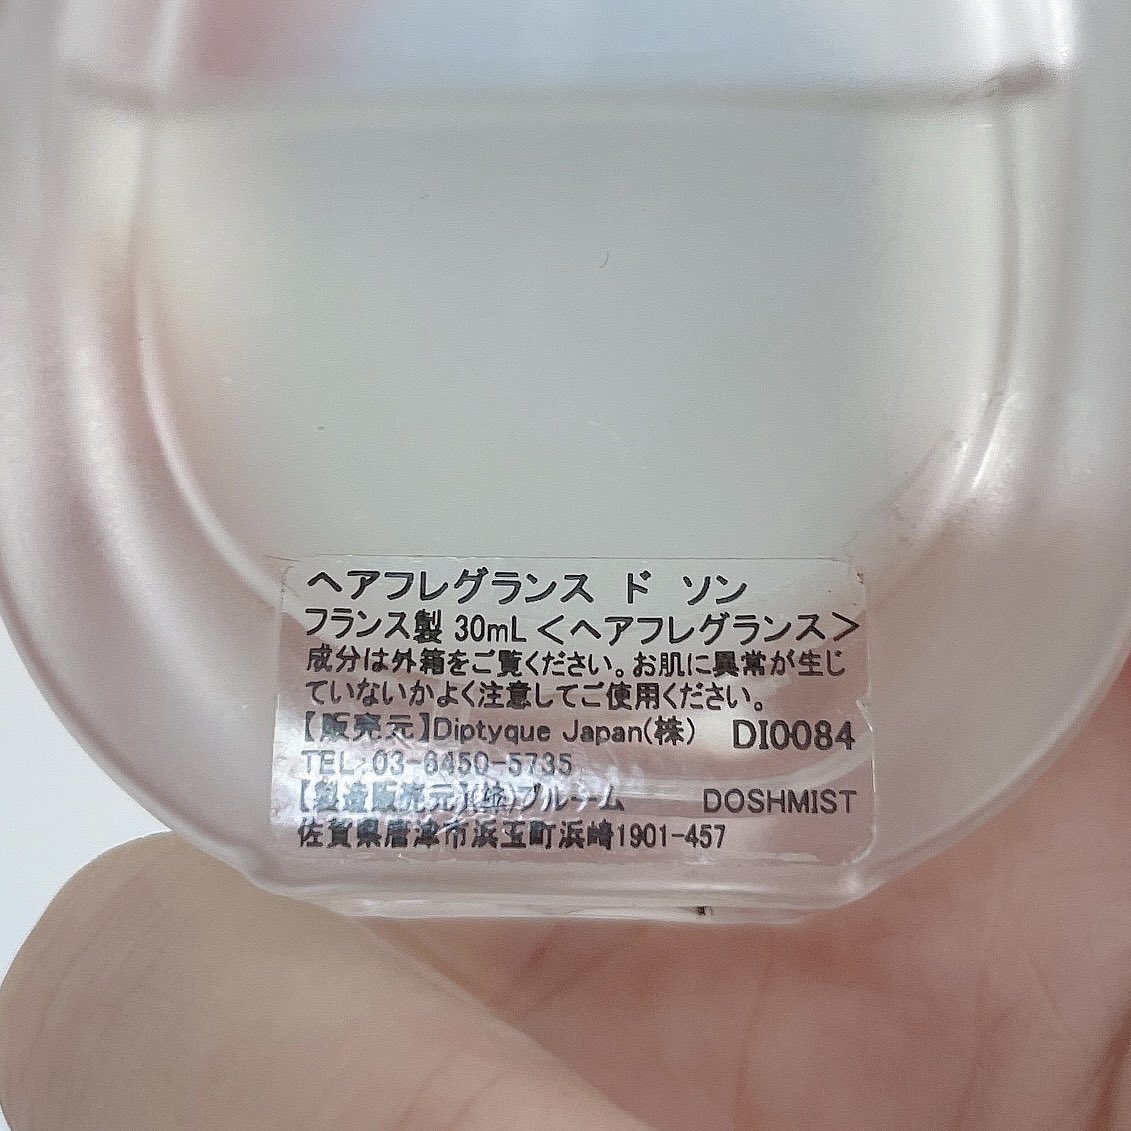 ヘアフレグランス ド ソン
フランス製 30mL <ヘアフレグランス>
成分は外箱をご覧ください。お肌に異常が生じ
ていないかよく注意してご使用ください。
【販売元】Diptyque Japan(株) DI0084
TEL:03-6450-5735
【製造販売元】(株)ブルーム DOSHMIST
佐賀県唐津市浜玉町浜崎1901-457